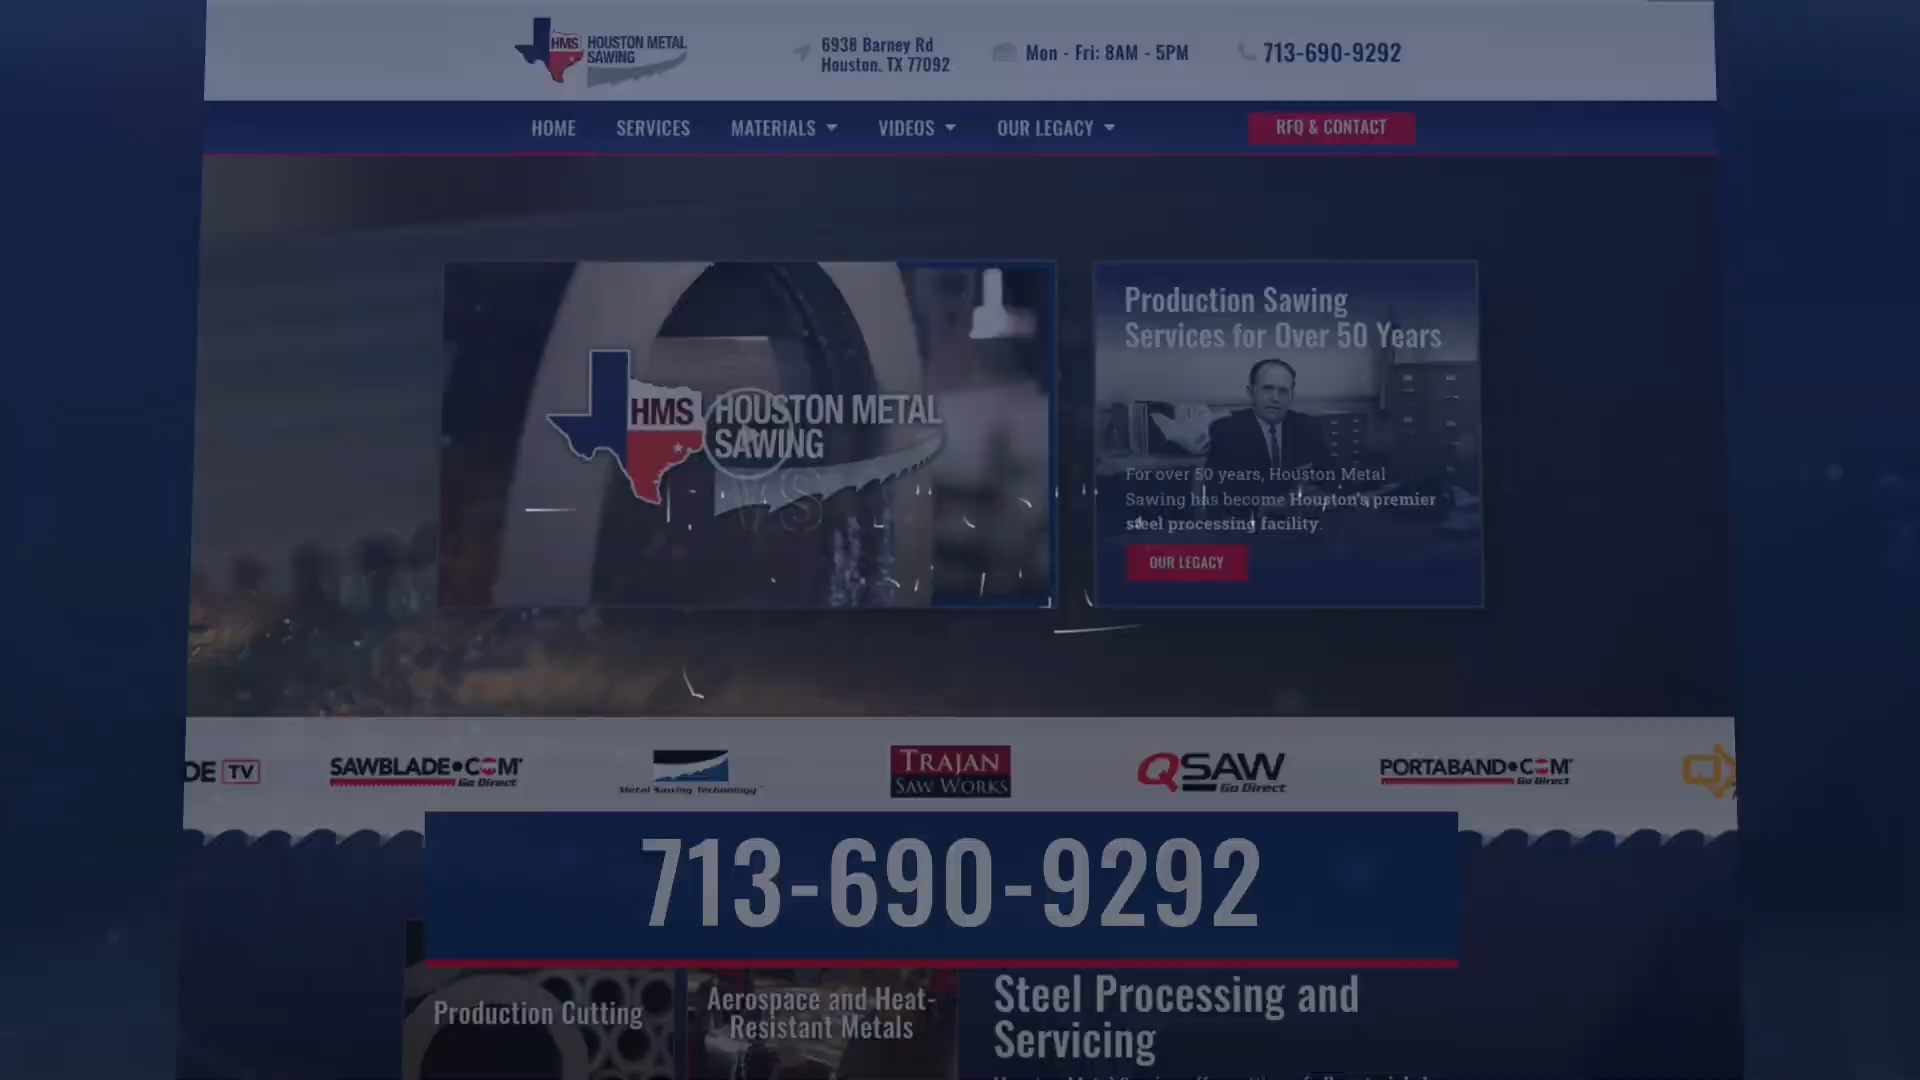 HMS HOUSTON METAL
SAWING
6938 Barney Rd
Houston, TX 77092
Mon - Fri: 8AM - 5PM
713-690-9292
HOME SERVICES MATERIALS VIDEOS OUR LEGACY RFQ & CONTACT
HMS HOUSTON METAL
SAWING
VS
Production Sawing
Services for Over 50 Years
For over 50 years, Houston Metal
Sawing has become Houston's premier
steel processing facility.
OUR LEGACY
DE TV
SAWBLADE.COM
Go Direct
Metal Sawing Technology
TRAJAN
SAW WORKS
QSAW
Go Direct
PORTABAND.COM
Go Direct
713-690-9292
Production Cutting
Aerospace and Heat-
Resistant Metals
Steel Processing and
Servicing